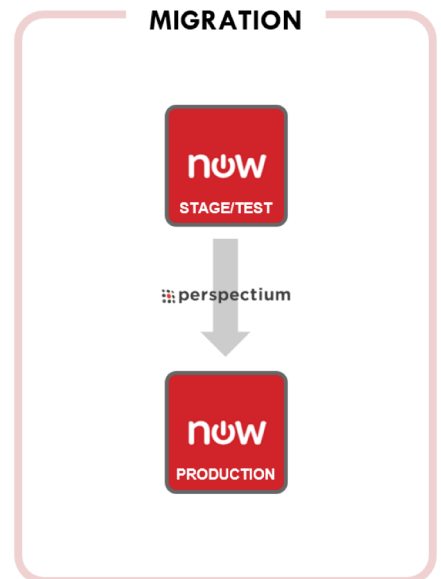 MIGRATION
now
STAGE/TEST
perspectium
now
PRODUCTION